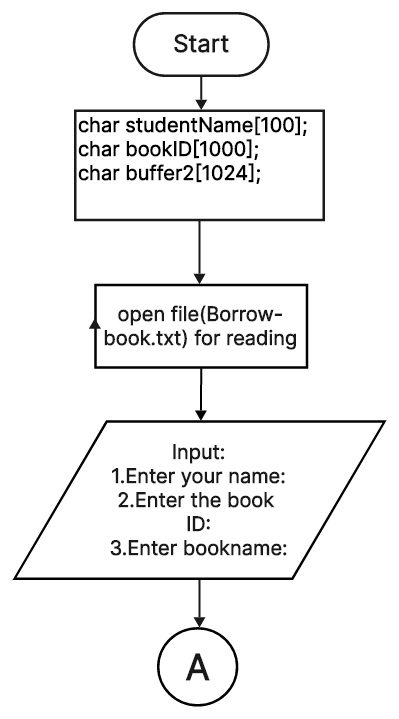 Start
char studentName[100];
char bookID[1000];
char buffer2[1024];
open file(Borrow-
book.txt) for reading
Input:
1.Enter your name:
2.Enter the book
ID:
3.Enter bookname:
A